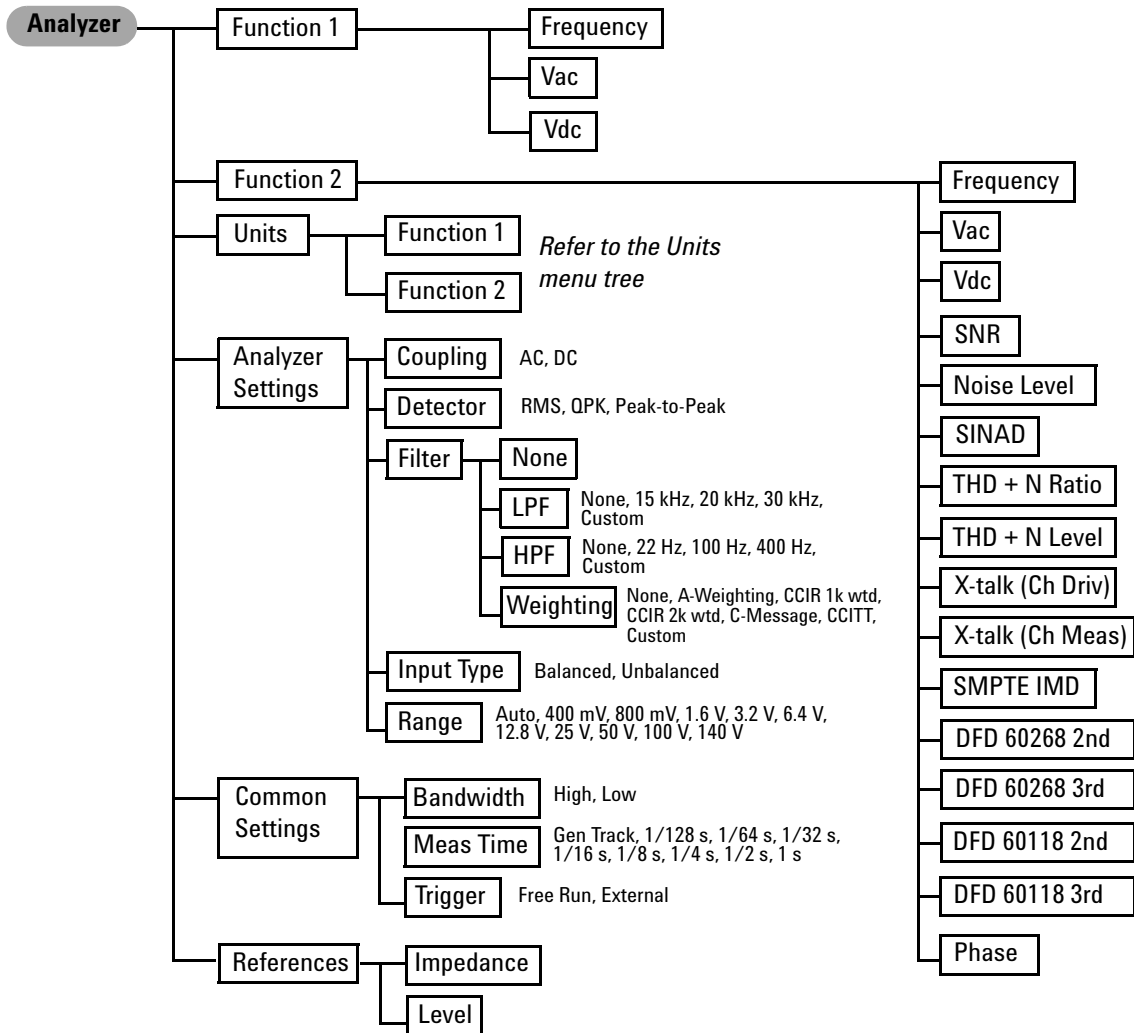 Analyzer
Function 1
Frequency
Vac
Vdc
Function 2
Frequency
Vac
Vdc
SNR
Noise Level
SINAD
THD + N Ratio
THD + N Level
X-talk (Ch Driv)
X-talk (Ch Meas)
SMPTE IMD
DFD 60268 2nd
DFD 60268 3rd
DFD 60118 2nd
DFD 60118 3rd
Phase
Units
Function 1
Function 2
Refer to the Units
menu tree
Analyzer
Settings
Coupling
AC, DC
Detector
RMS, QPK, Peak-to-Peak
Filter
None
LPF
None, 15 kHz, 20 kHz, 30 kHz,
Custom
HPF
None, 22 Hz, 100 Hz, 400 Hz,
Custom
Weighting
None, A-Weighting, CCIR 1k wtd,
CCIR 2k wtd, C-Message, CCITT,
Custom
Input Type
Balanced, Unbalanced
Range
Auto, 400 mV, 800 mV, 1.6 V, 3.2 V, 6.4 V,
12.8 V, 25 V, 50 V, 100 V, 140 V
Common
Settings
Bandwidth
High, Low
Meas Time
Gen Track, 1/128 s, 1/64 s, 1/32 s,
1/16 s, 1/8 s, 1/4 s, 1/2 s, 1 s
Trigger
Free Run, External
References
Impedance
Level